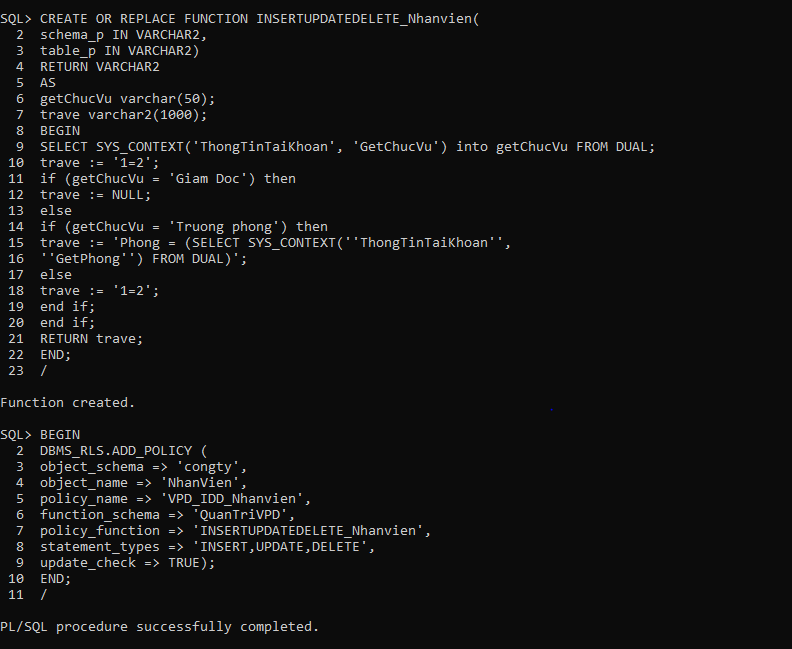 SQL> CREATE OR REPLACE FUNCTION INSERTUPDATEDELETE_Nhanvien(
  2  schema_p IN VARCHAR2,
  3  table_p IN VARCHAR2)
  4  RETURN VARCHAR2
  5  AS
  6  getChucVu varchar(50);
  7  trave varchar2(1000);
  8  BEGIN
  9  SELECT SYS_CONTEXT('ThongTinTaiKhoan', 'GetChucVu') into getChucVu FROM DUAL;
 10  trave := '1=2';
 11  if (getChucVu = 'Giam Doc') then
 12  trave := NULL;
 13  else
 14  if (getChucVu = 'Truong phong') then
 15  trave := 'Phong = (SELECT SYS_CONTEXT(''ThongTinTaiKhoan'',
 16  ''GetPhong'') FROM DUAL)';
 17  else
 18  trave := '1=2';
 19  end if;
 20  end if;
 21  RETURN trave;
 22  END;
 23  /
Function created.
SQL> BEGIN
  2  DBMS_RLS.ADD_POLICY (
  3  object_schema => 'congty',
  4  object_name => 'NhanVien',
  5  policy_name => 'VPD_IDD_Nhanvien',
  6  function_schema => 'QuanTriVPD',
  7  policy_function => 'INSERTUPDATEDELETE_Nhanvien',
  8  statement_types => 'INSERT,UPDATE,DELETE',
  9  update_check => TRUE);
 10  END;
 11  /
PL/SQL procedure successfully completed.